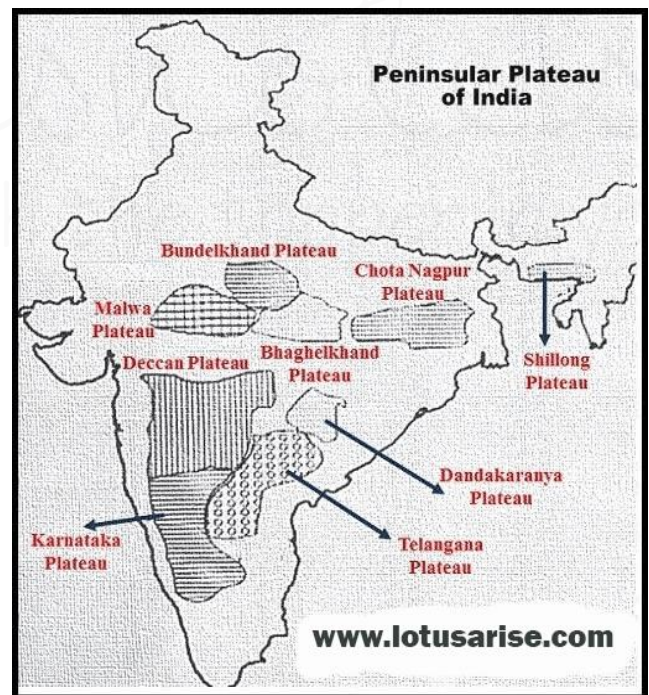 Peninsular Plateau
of India
Bundelkhand Plateau
Chota Nagpur
Plateau
Malwa
Plateau
Bhaghelkhand
Plateau
Deccan Plateau
Shillong
Plateau
Dandakaranya
Plateau
Karnataka
Plateau
Telangana
Plateau
www.lotusarise.com